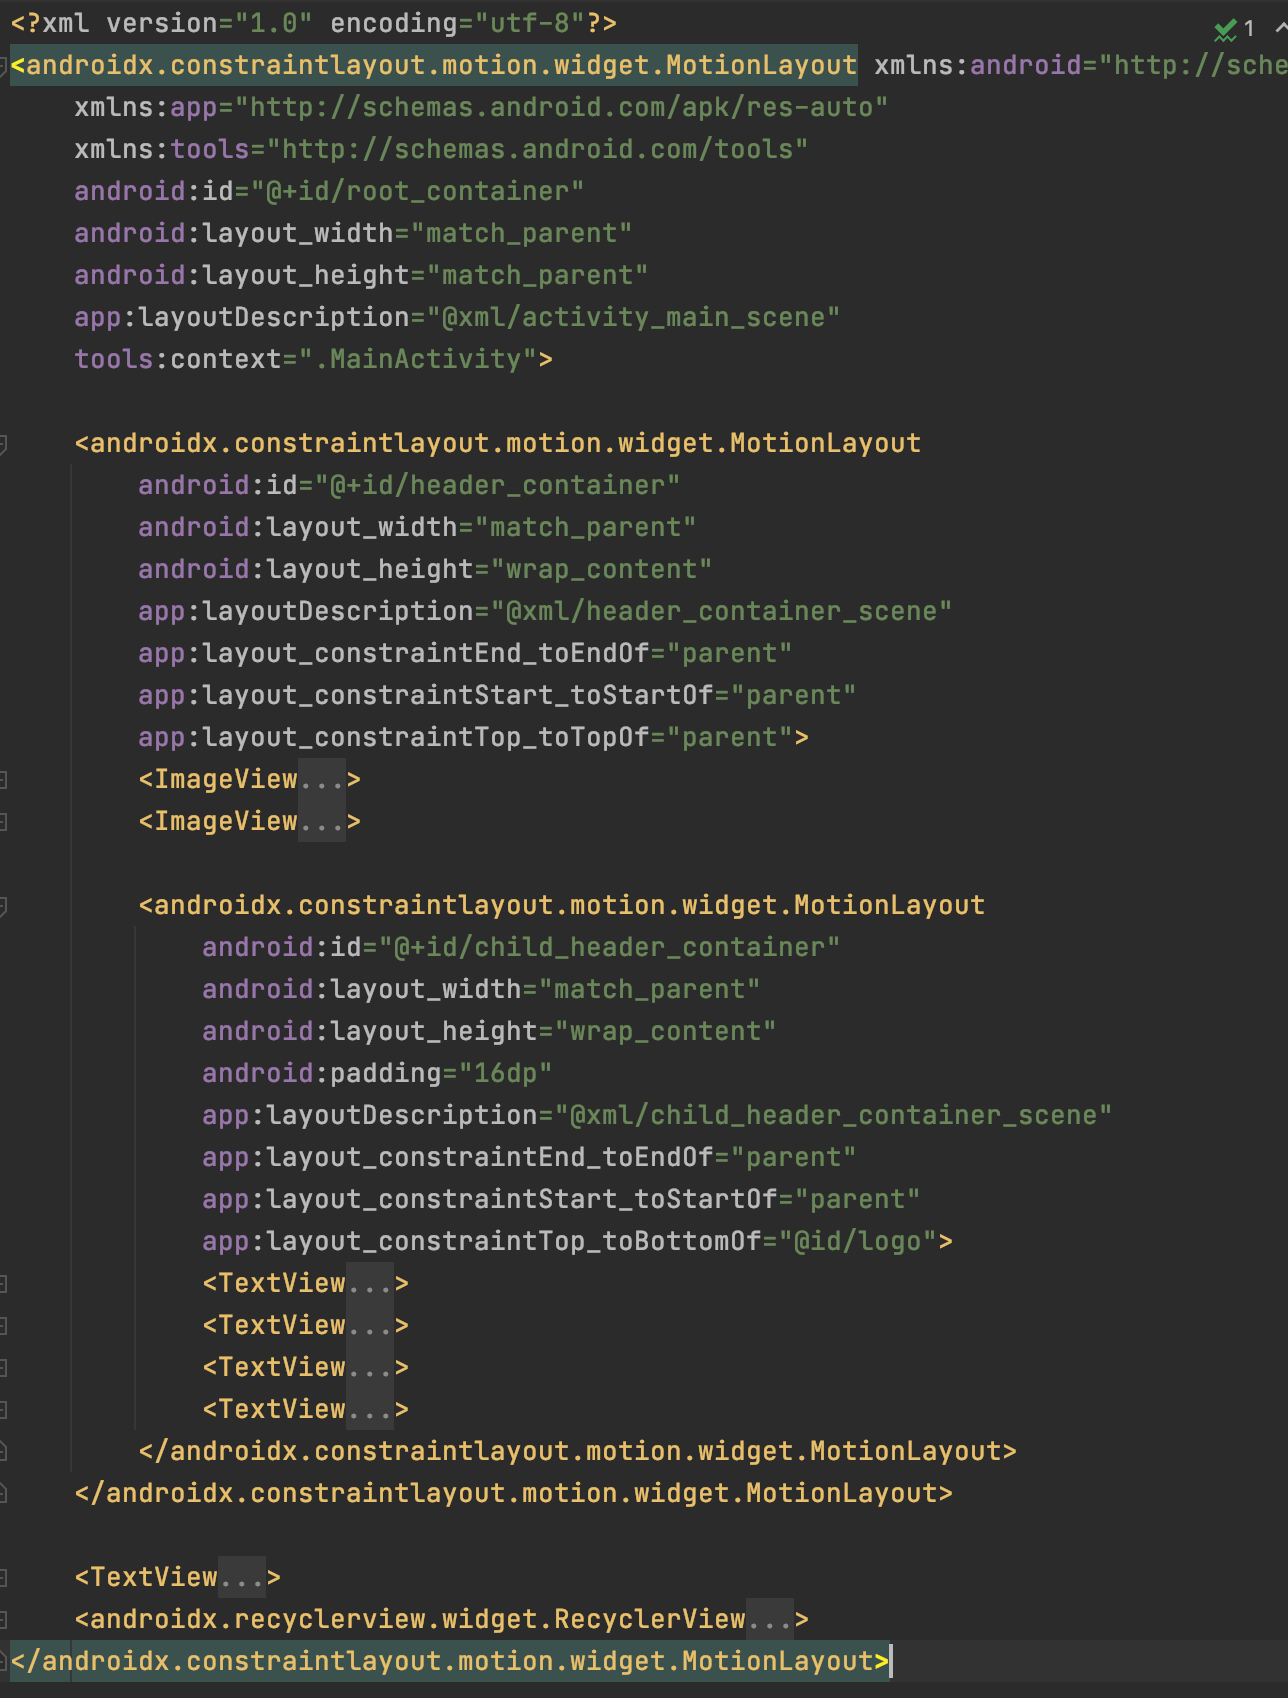 <?xml version="1.0" encoding="utf-8"?>
1
<androidx.constraintlayout.motion.widget.MotionLayout xmlns:android="http://sche
    xmlns:app="http://schemas.android.com/apk/res-auto"
    xmlns:tools="http://schemas.android.com/tools"
    android:id="@+id/root_container"
    android:layout_width="match_parent"
    android:layout_height="match_parent"
    app:layoutDescription="@xml/activity_main_scene"
    tools:context=".MainActivity">
    <androidx.constraintlayout.motion.widget.MotionLayout
        android:id="@+id/header_container"
        android:layout_width="match_parent"
        android:layout_height="wrap_content"
        app:layoutDescription="@xml/header_container_scene"
        app:layout_constraintEnd_toEndOf="parent"
        app:layout_constraintStart_toStartOf="parent"
        app:layout_constraintTop_toTopOf="parent">
        <ImageView...>
        <ImageView...>
        <androidx.constraintlayout.motion.widget.MotionLayout
            android:id="@+id/child_header_container"
            android:layout_width="match_parent"
            android:layout_height="wrap_content"
            android:padding="16dp"
            app:layoutDescription="@xml/child_header_container_scene"
            app:layout_constraintEnd_toEndOf="parent"
            app:layout_constraintStart_toStartOf="parent"
            app:layout_constraintTop_toBottomOf="@id/logo">
            <TextView...>
            <TextView...>
            <TextView...>
            <TextView...>
        </androidx.constraintlayout.motion.widget.MotionLayout>
    </androidx.constraintlayout.motion.widget.MotionLayout>
    <TextView...>
    <androidx.recyclerview.widget.RecyclerView...>
</androidx.constraintlayout.motion.widget.MotionLayout>